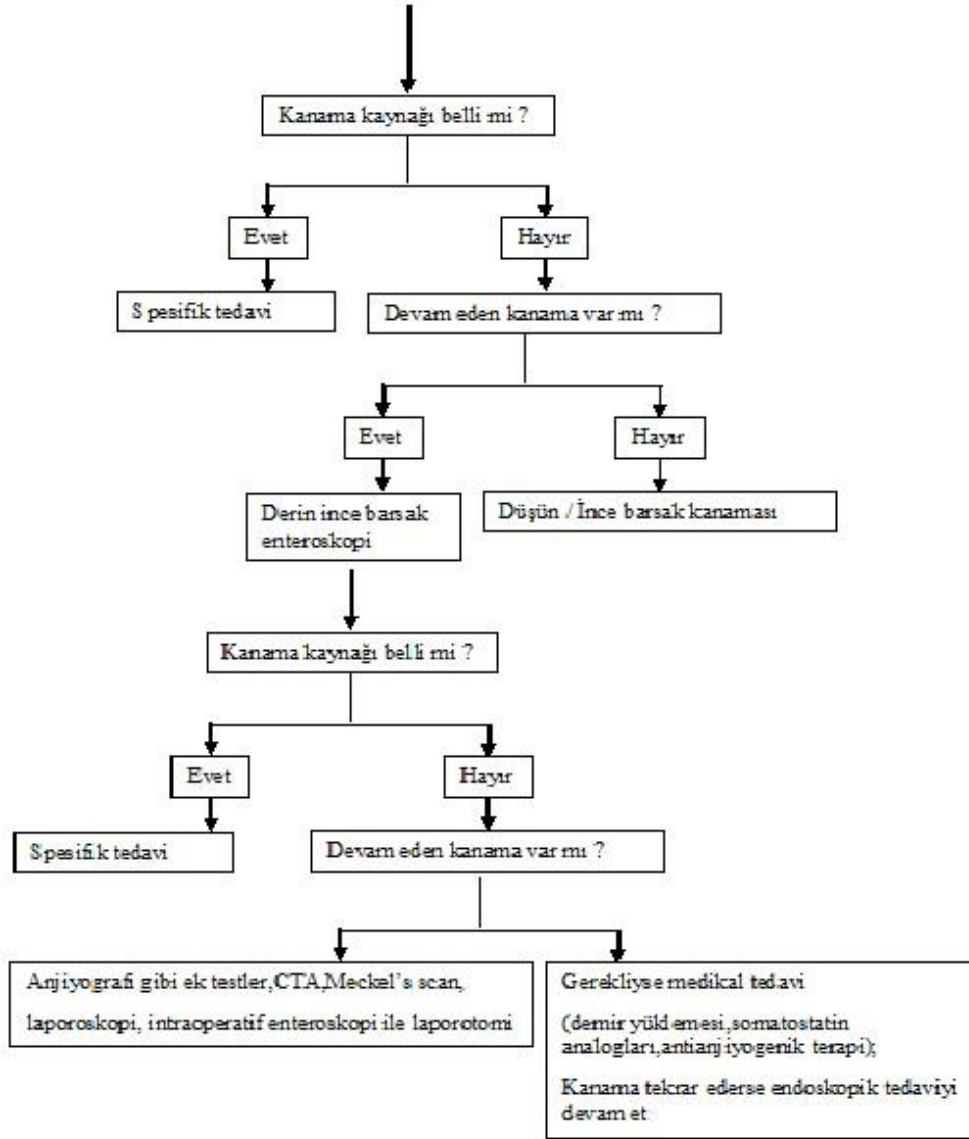 Kanama kaynağı belli mi ?
Evet
Hayır
Spesifik tedavi
Devam eden kanama var mı ?
Evet
Hayır
Derin ince barsak
enteroskopi
Düşün / İnce barsak kanaması
Kanama kaynağı belli mi ?
Evet
Hayır
Spesifik tedavi
Devam eden kanama var mı ?
Anjiyografi gibi ek testler,CTA,Meckel's scan,
laporoskopi, intraoperatif enteroskopi ile laporotomi
Gerekliyse medikal tedavi
(demir yüklemesi,somatostatin
analogları,antianjiyogenik terapi);
Kanama tekrar ederse endoskopik tedaviye
devam et